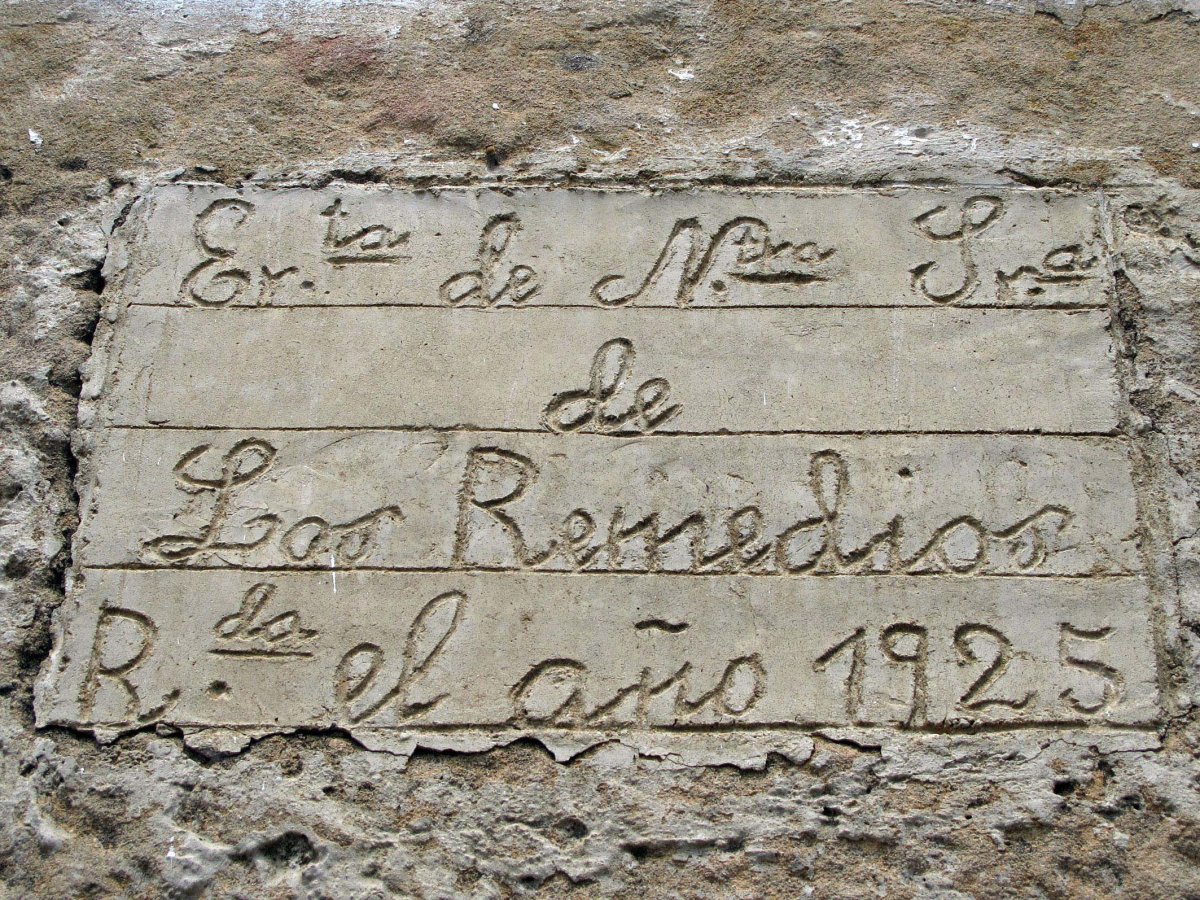 Er.ta de N.tra Sr.a
de
Los Remedios
R.da el año 1925